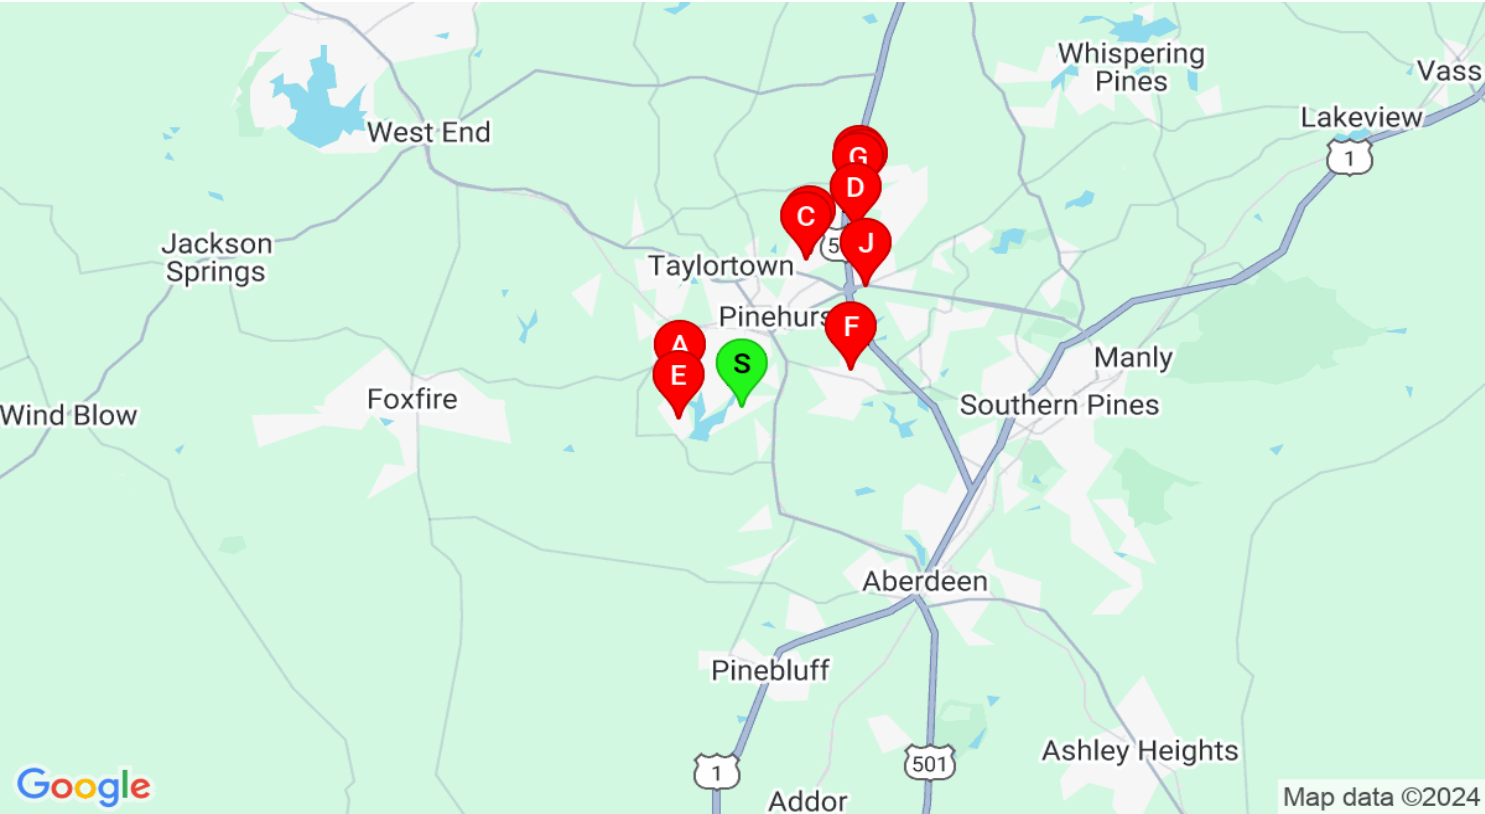 Whispering
Pines
Vass
Lakeview
1
West End
G
D
C
5
J
Jackson
Springs
Taylortown
Pinehurs
F
A
S
E
Manly
Foxfire
Southern Pines
Wind Blow
Aberdeen
Pinebluff
Ashley Heights
501
1
Google
Addor
Map data ©2024